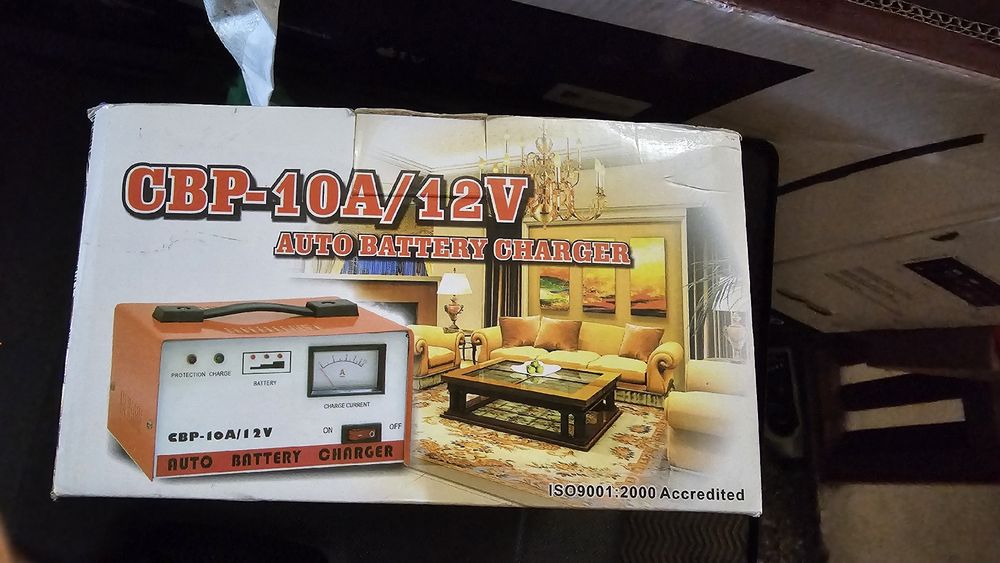 CBP-10A/12V
AUTO BATTERY CHARGER
PROTECTION CHARGE
BATTERY
A
CHARGE CURRENT
ON OFF
CBP-10A/12V
AUTO BATTERY CHARGER
ISO9001:2000 Accredited